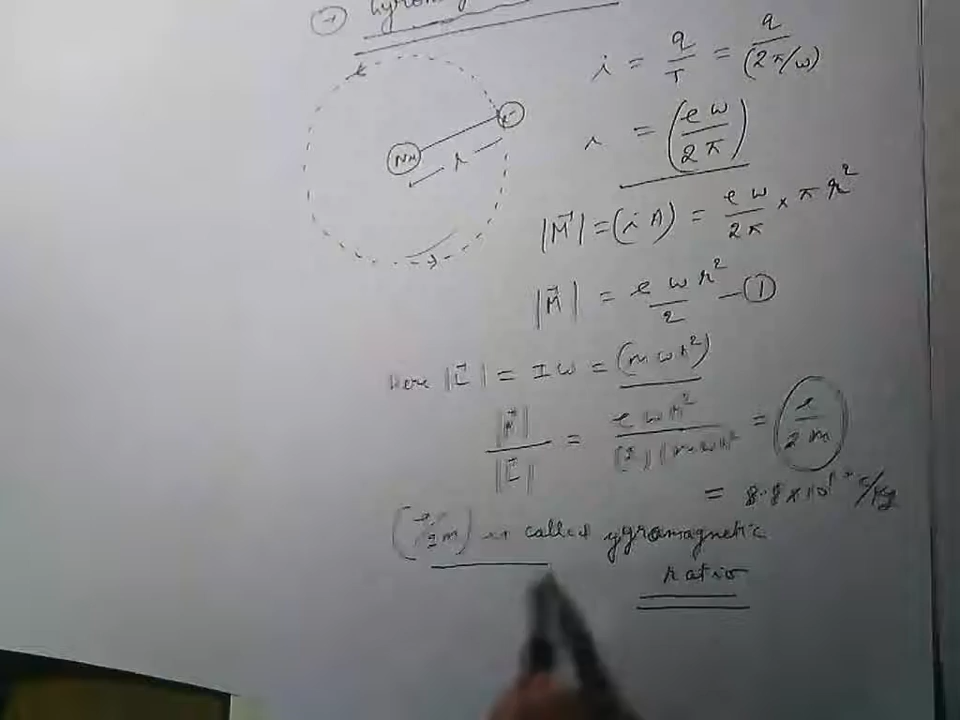 i = q/T = q/(2π/ω)
Nu
e⁻
r
i = (eω/2π)
|M⃗| = (iA) = eω/2π × πr²
|M⃗| = eωr²/2 — ①
Here |L⃗| = Iω = (mωr²)
|M⃗|/|L⃗| = eωr²/(2)(mωr²) = e/2m
= 8.8×10¹⁰ C/Kg
(e/2m) is called gyromagnetic
ratio